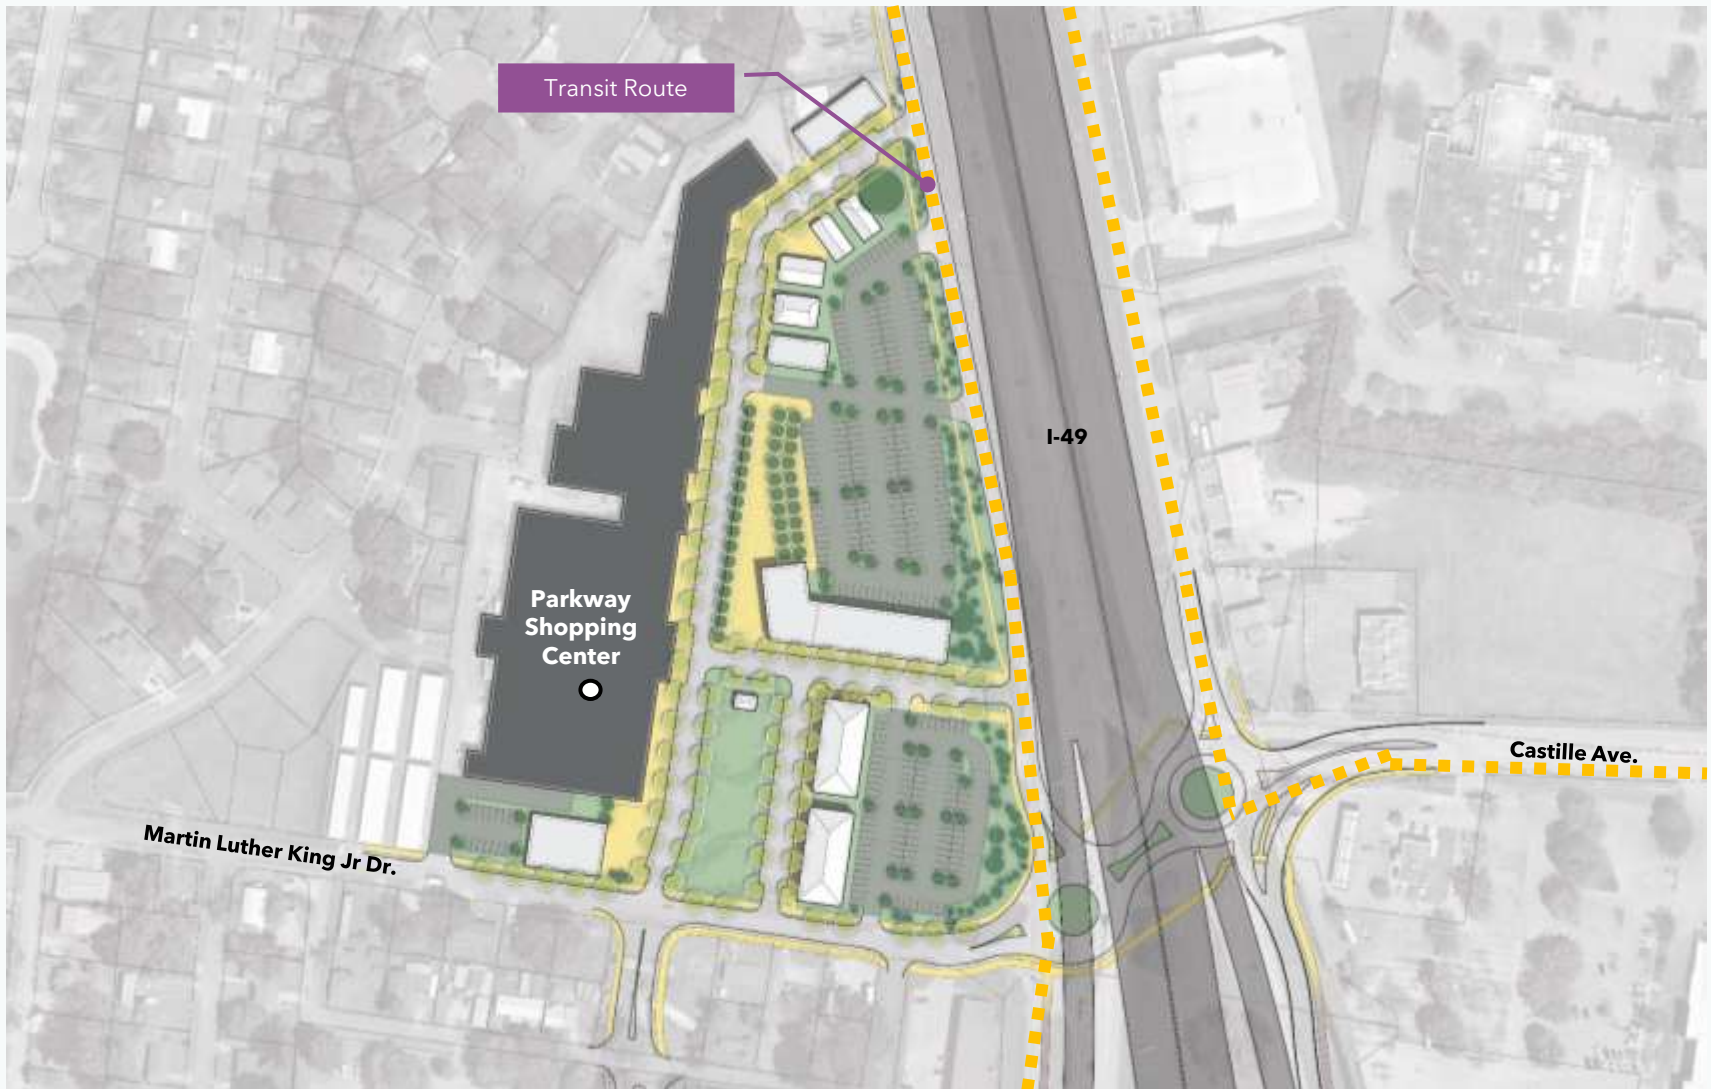 Transit Route
I-49
Parkway
Shopping
Center
Castille Ave.
Martin Luther King Jr Dr.